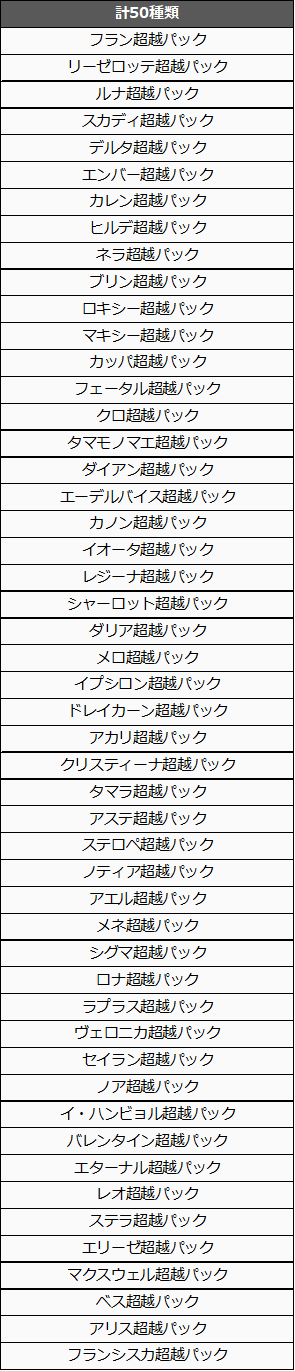 計50種類
フラン超越パック
リーゼロッテ超越パック
ルナ超越パック
スカディ超越パック
デルタ超越パック
エンバー超越パック
カレン超越パック
ヒルデ超越パック
ネラ超越パック
ブリン超越パック
ロキシー超越パック
マキシー超越パック
カッパ超越パック
フェータル超越パック
クロ超越パック
タマモノマエ超越パック
ダイアン超越パック
エーデルバイス超越パック
カノン超越パック
イオータ超越パック
レジーナ超越パック
シャーロット超越パック
ダリア超越パック
メロ超越パック
イプシロン超越パック
ドレイカーン超越パック
アカリ超越パック
クリスティーナ超越パック
タマラ超越パック
アステ超越パック
ステロペ超越パック
ノティア超越パック
アエル超越パック
メネ超越パック
シグマ超越パック
ロナ超越パック
ラプラス超越パック
ヴェロニカ超越パック
セイラン超越パック
ノア超越パック
イ・ハンビョル超越パック
バレンタイン超越パック
エターナル超越パック
レオ超越パック
ステラ超越パック
エリーゼ超越パック
マクスウェル超越パック
ベス超越パック
アリス超越パック
フランシスカ超越パック